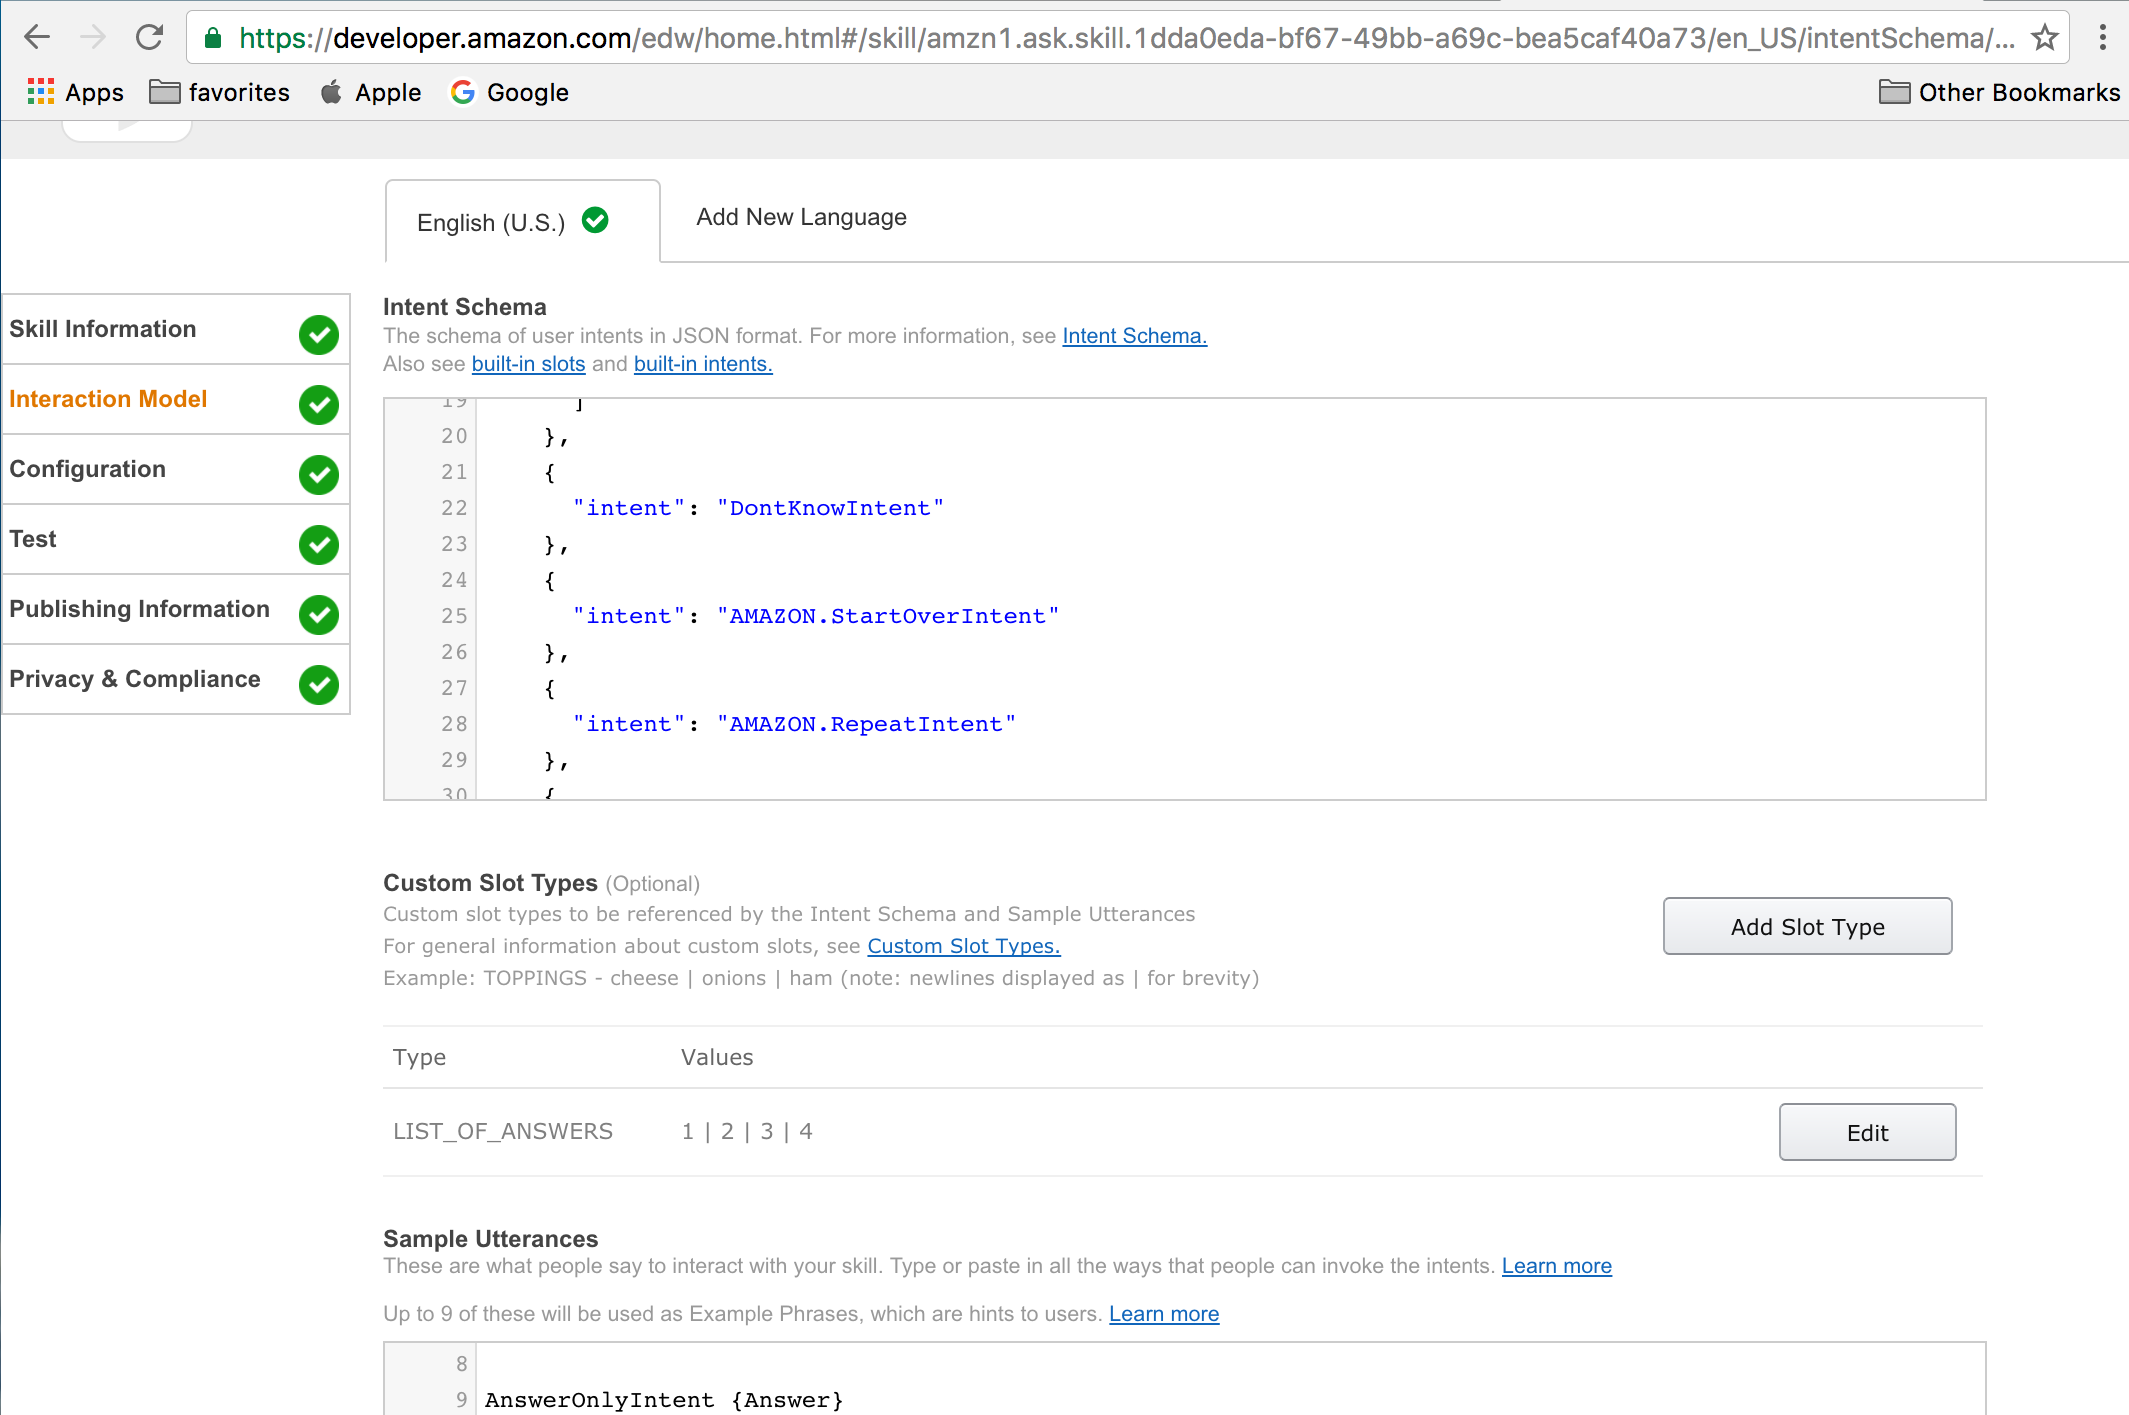 https://developer.amazon.com/edw/home.html#/skill/amzn1.ask.skill.1dda0eda-bf67-49bb-a69c-bea5caf40a73/en_US/intentSchema/...
Apps favorites Apple Google Other Bookmarks
English (U.S.) Add New Language
Skill Information
Interaction Model
Configuration
Test
Publishing Information
Privacy & Compliance
Intent Schema
The schema of user intents in JSON format. For more information, see Intent Schema.
Also see built-in slots and built-in intents.
19 ]
20 },
21 {
22 "intent": "DontKnowIntent"
23 },
24 {
25 "intent": "AMAZON.StartOverIntent"
26 },
27 {
28 "intent": "AMAZON.RepeatIntent"
29 },
30 {
Custom Slot Types (Optional)
Custom slot types to be referenced by the Intent Schema and Sample Utterances
For general information about custom slots, see Custom Slot Types.
Example: TOPPINGS - cheese | onions | ham (note: newlines displayed as | for brevity)
Add Slot Type
Type Values
LIST_OF_ANSWERS 1 | 2 | 3 | 4 Edit
Sample Utterances
These are what people say to interact with your skill. Type or paste in all the ways that people can invoke the intents. Learn more
Up to 9 of these will be used as Example Phrases, which are hints to users. Learn more
8
9 AnswerOnlyIntent {Answer}